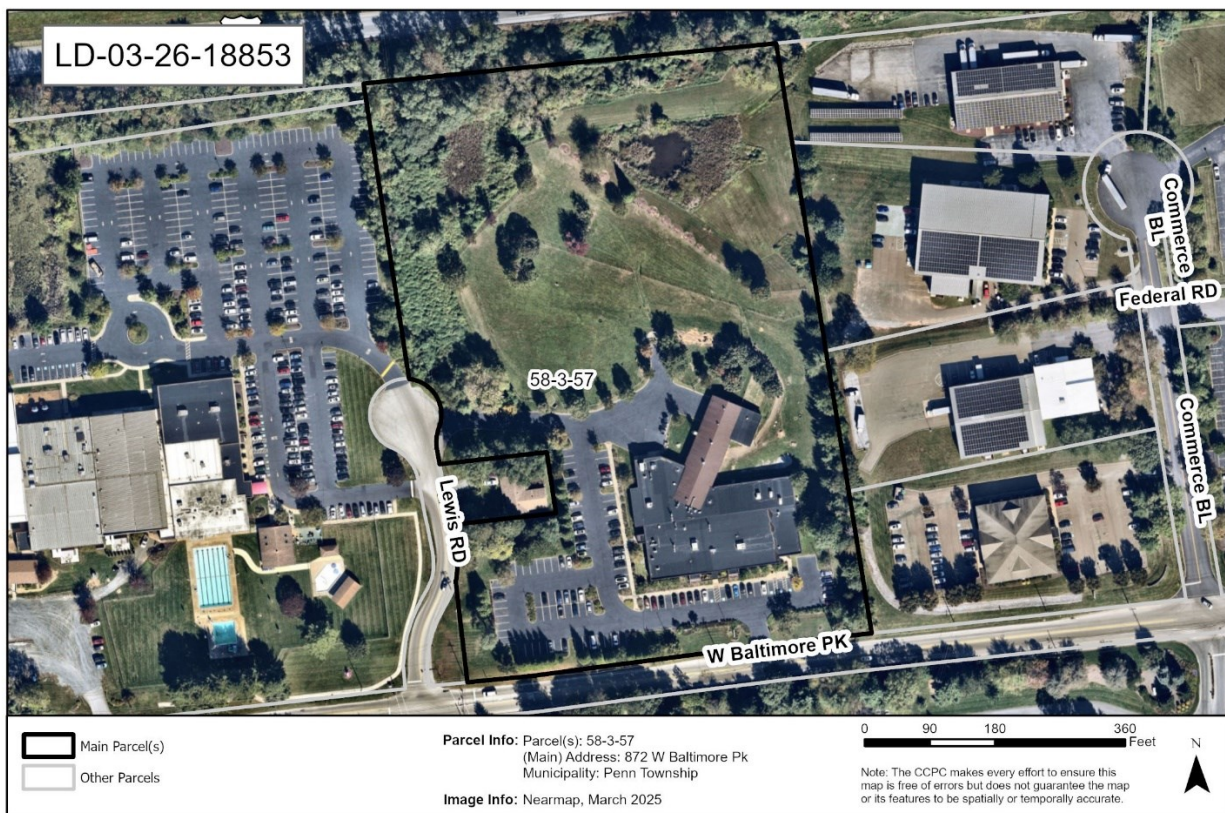 LD-03-26-18853
Commerce
BL
Federal RD
58-3-57
Commerce BL
Lewis RD
W Baltimore PK
Main Parcel(s)
Other Parcels
Parcel Info: Parcel(s): 58-3-57
(Main) Address: 872 W Baltimore Pk
Municipality: Penn Township
Image Info: Nearmap, March 2025
0 90 180 360
Feet
N
Note: The CCPC makes every effort to ensure this
map is free of errors but does not guarantee the map
or its features to be spatially or temporally accurate.